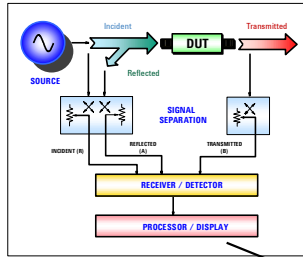 Incident
Transmitted
DUT
SOURCE
Reflected
SIGNAL
SEPARATION
INCIDENT (R)
REFLECTED
(A)
TRANSMITTED
(B)
RECEIVER / DETECTOR
PROCESSOR / DISPLAY